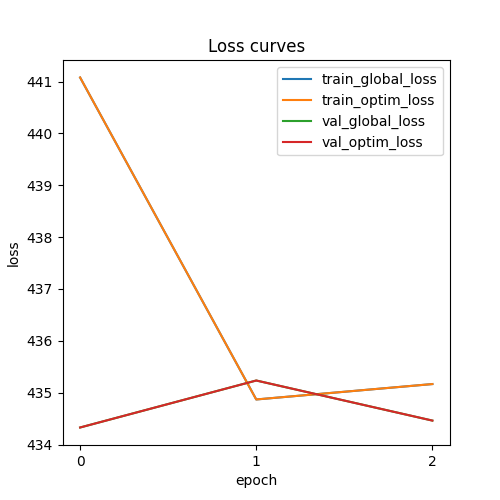 Loss curves
train_global_loss
train_optim_loss
val_global_loss
val_optim_loss
441
440
439
438
437
436
435
434
loss
0 1 2
epoch